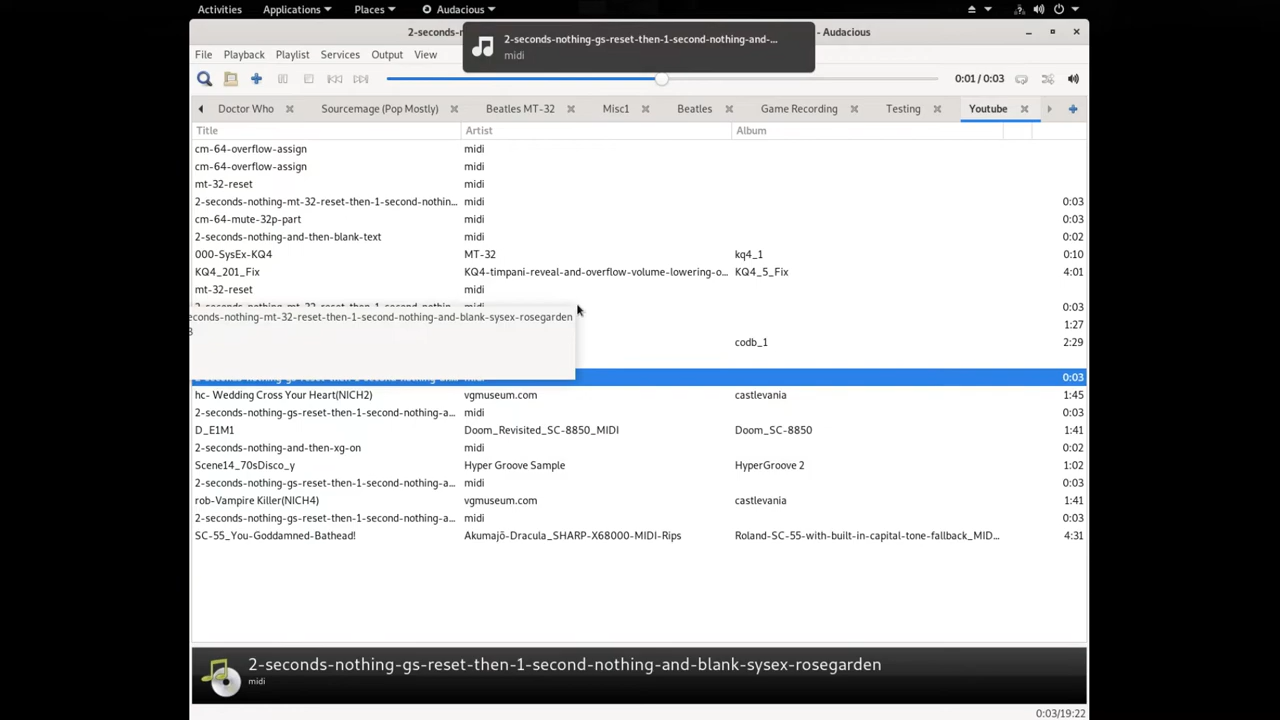 Activities Applications Places Audacious
2-seconds-n - Audacious
2-seconds-nothing-gs-reset-then-1-second-nothing-and-...
midi
File Playback Playlist Services Output View
0:01 / 0:03
Doctor Who Sourcemage (Pop Mostly) Beatles MT-32 Misc1 Beatles Game Recording Testing Youtube
Title Artist Album
cm-64-overflow-assign midi
cm-64-overflow-assign midi
mt-32-reset midi
2-seconds-nothing-mt-32-reset-then-1-second-nothin... midi 0:03
cm-64-mute-32p-part midi 0:03
2-seconds-nothing-and-then-blank-text midi 0:02
000-SysEx-KQ4 MT-32 kq4_1 0:10
KQ4_201_Fix KQ4-timpani-reveal-and-overflow-volume-lowering-o... KQ4_5_Fix 4:01
mt-32-reset midi
2-seconds-nothing-mt-32-reset-then-1-second-nothin... midi 0:03
econds-nothing-mt-32-reset-then-1-second-nothing-and-blank-sysex-rosegarden
1:27
codb_1 2:29
0:03
hc- Wedding Cross Your Heart(NICH2) vgmuseum.com castlevania 1:45
2-seconds-nothing-gs-reset-then-1-second-nothing-a... midi 0:03
D_E1M1 Doom_Revisited_SC-8850_MIDI Doom_SC-8850 1:41
2-seconds-nothing-and-then-xg-on midi 0:02
Scene14_70sDisco_y Hyper Groove Sample HyperGroove 2 1:02
2-seconds-nothing-gs-reset-then-1-second-nothing-a... midi 0:03
rob-Vampire Killer(NICH4) vgmuseum.com castlevania 1:41
2-seconds-nothing-gs-reset-then-1-second-nothing-a... midi 0:03
SC-55_You-Goddamned-Bathead! Akumajō-Dracula_SHARP-X68000-MIDI-Rips Roland-SC-55-with-built-in-capital-tone-fallback_MID... 4:31
2-seconds-nothing-gs-reset-then-1-second-nothing-and-blank-sysex-rosegarden
midi
0:03/19:22